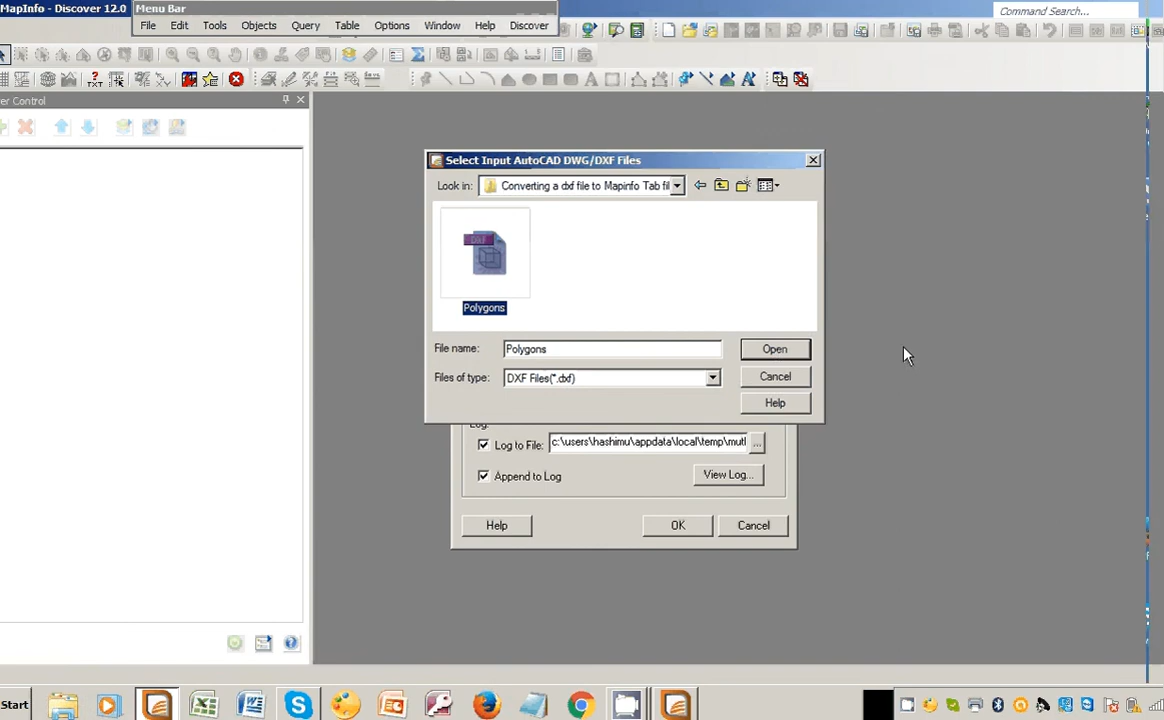 MapInfo - Discover 12.0
Menu Bar
Command Search...
File Edit Tools Objects Query Table Options Window Help Discover
er Control
Select Input AutoCAD DWG/DXF Files
Look in: Converting a dxf file to Mapinfo Tab fil
DXF
Polygons
File name: Polygons Open
Files of type: DXF Files(*.dxf) Cancel
Help
Log:
Log to File: c:\users\hashimu\appdata\local\temp\mutl ...
Append to Log View Log...
Help OK Cancel
Start